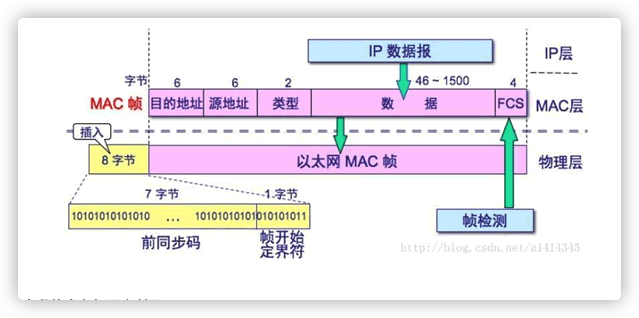 IP 数据报
IP层
字节 6 6 2 46 ~ 1500 4
MAC 帧 目的地址 源地址 类型 数 据 FCS MAC层
插入
8 字节 以太网 MAC 帧 物理层
7 字节 1 字节
10101010101010 ... 10101010101010101011
前同步码 帧开始
定界符
帧检测
http://blog.csdn.net/a1414345